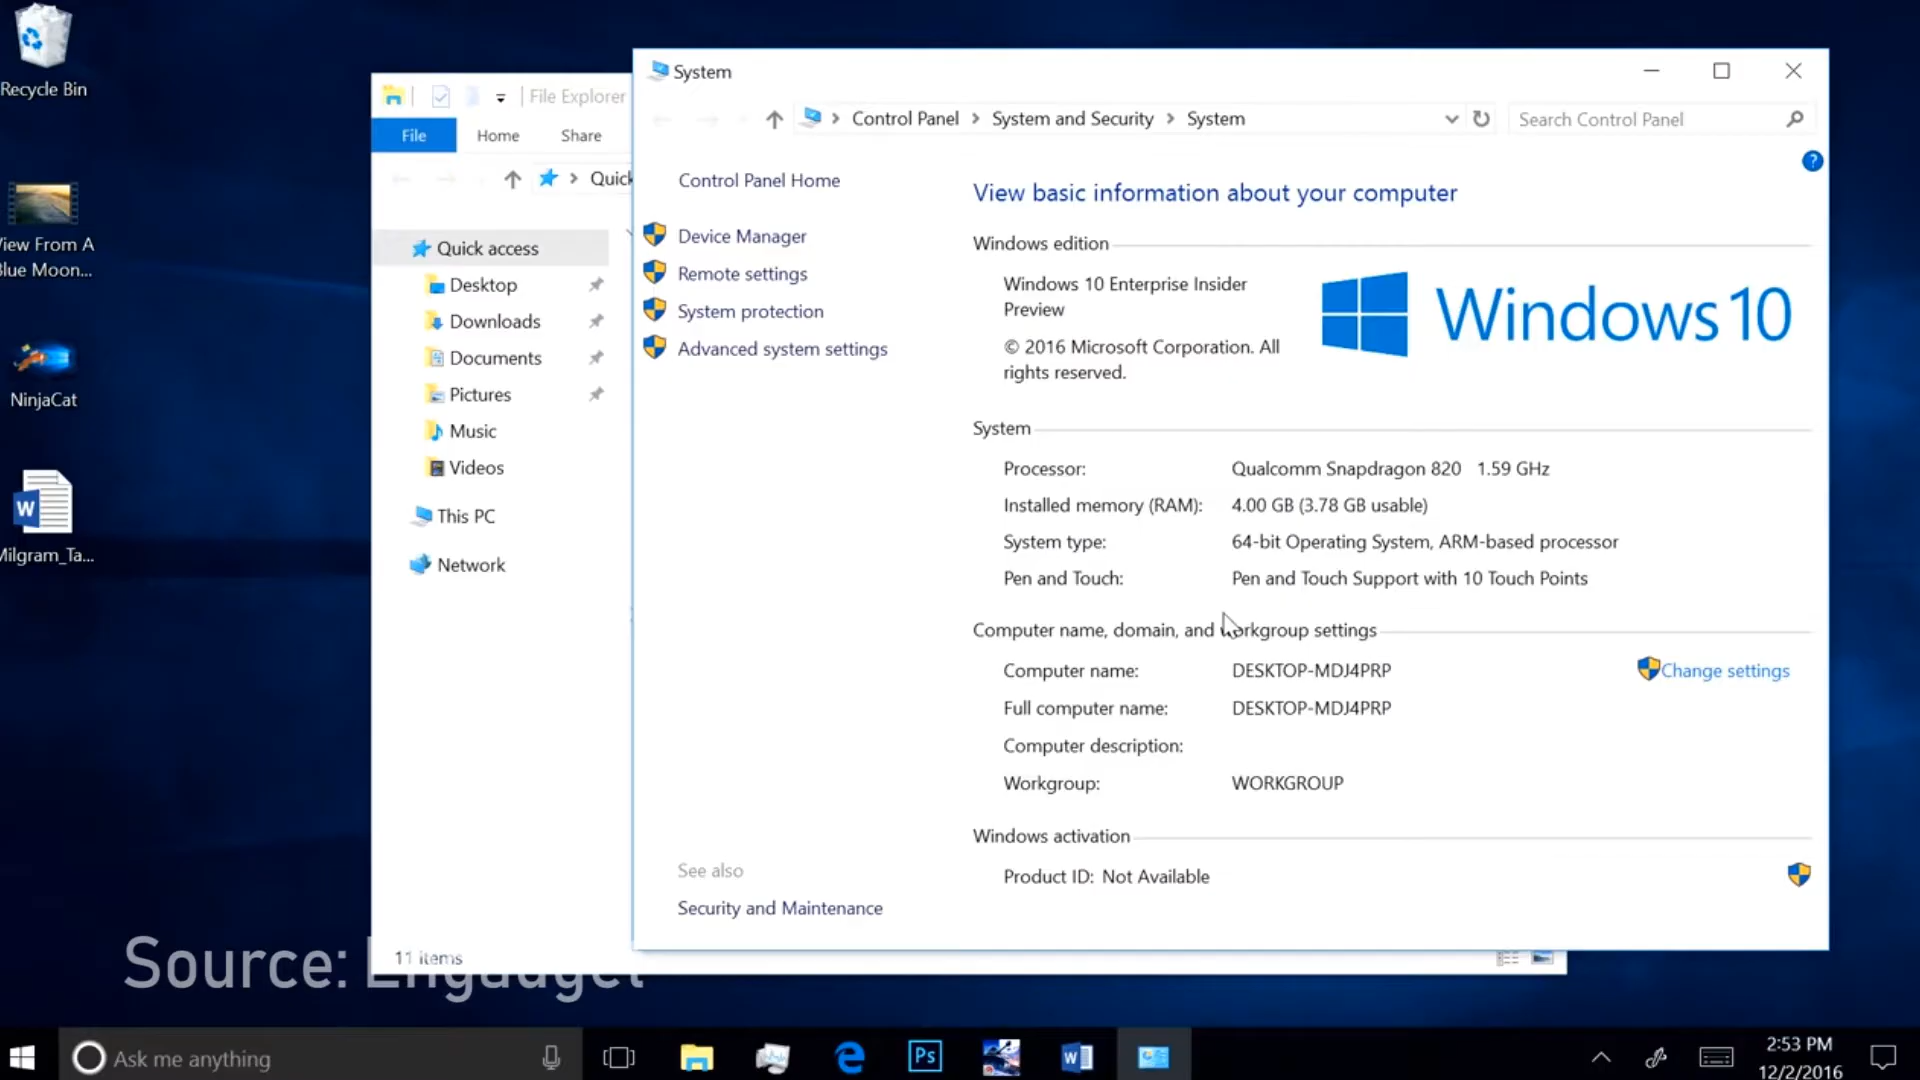 Recycle Bin
View From A
Blue Moon...
NinjaCat
Milgram_Ta...
File Explorer
File
Home
Share
Quick
Quick access
Desktop
Downloads
Documents
Pictures
Music
Videos
This PC
Network
11 items
System
Control Panel
System and Security
System
Search Control Panel
?
Control Panel Home
Device Manager
Remote settings
System protection
Advanced system settings
See also
Security and Maintenance
View basic information about your computer
Windows edition
Windows 10 Enterprise Insider
Preview
© 2016 Microsoft Corporation. All
rights reserved.
Windows 10
System
Processor: Qualcomm Snapdragon 820 1.59 GHz
Installed memory (RAM): 4.00 GB (3.78 GB usable)
System type: 64-bit Operating System, ARM-based processor
Pen and Touch: Pen and Touch Support with 10 Touch Points
Computer name, domain, and workgroup settings
Computer name: DESKTOP-MDJ4PRP
Change settings
Full computer name: DESKTOP-MDJ4PRP
Computer description:
Workgroup: WORKGROUP
Windows activation
Product ID: Not Available
Source: Engadget
Ask me anything
Ps
W
2:53 PM
12/2/2016